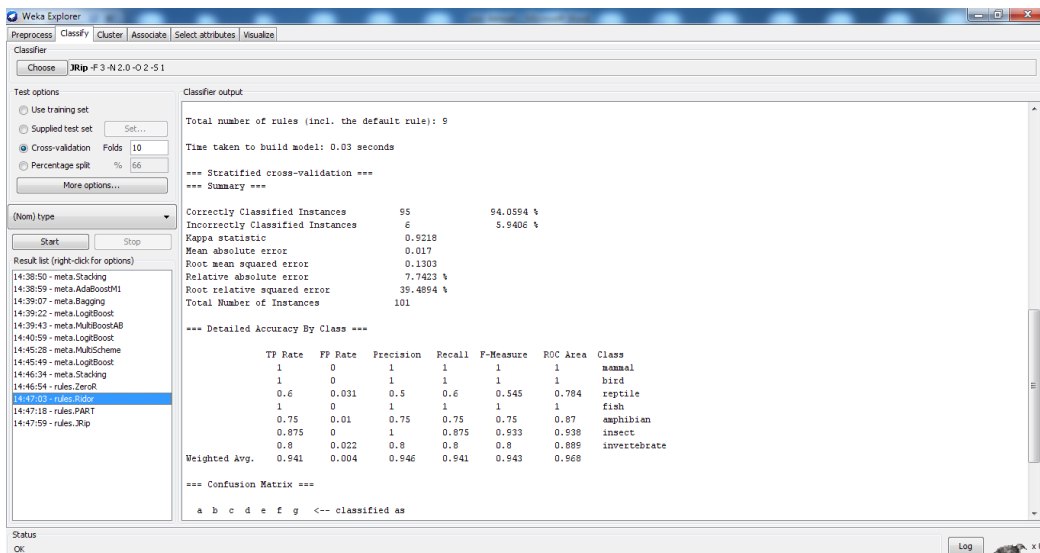 Weka Explorer
Preprocess Classify Cluster Associate Select attributes Visualize
Classifier
Choose JRip -F 3 -N 2.0 -O 2 -S 1
Test options
Use training set
Supplied test set Set...
Cross-validation Folds 10
Percentage split % 66
More options...
(Nom) type
Start Stop
Result list (right-click for options)
14:38:50 - meta.Stacking
14:38:59 - meta.AdaBoostM1
14:39:07 - meta.Bagging
14:39:22 - meta.LogitBoost
14:39:43 - meta.MultiBoostAB
14:40:59 - meta.LogitBoost
14:45:28 - meta.MultiScheme
14:45:49 - meta.LogitBoost
14:46:34 - meta.Stacking
14:46:54 - rules.ZeroR
14:47:03 - rules.Ridor
14:47:18 - rules.PART
14:47:59 - rules.JRip
Classifier output
Total number of rules (incl. the default rule): 9
Time taken to build model: 0.03 seconds
=== Stratified cross-validation ===
=== Summary ===
Correctly Classified Instances 95 94.0594 %
Incorrectly Classified Instances 6 5.9406 %
Kappa statistic 0.9218
Mean absolute error 0.017
Root mean squared error 0.1303
Relative absolute error 7.7423 %
Root relative squared error 39.4894 %
Total Number of Instances 101
=== Detailed Accuracy By Class ===
TP Rate FP Rate Precision Recall F-Measure ROC Area Class
1 0 1 1 1 1 mammal
1 0 1 1 1 1 bird
0.6 0.031 0.5 0.6 0.545 0.784 reptile
1 0 1 1 1 1 fish
0.75 0.01 0.75 0.75 0.75 0.87 amphibian
0.875 0 1 0.875 0.933 0.938 insect
0.8 0.022 0.8 0.8 0.8 0.889 invertebrate
Weighted Avg. 0.941 0.004 0.946 0.941 0.943 0.968
=== Confusion Matrix ===
a b c d e f g <-- classified as
Status
OK
Log